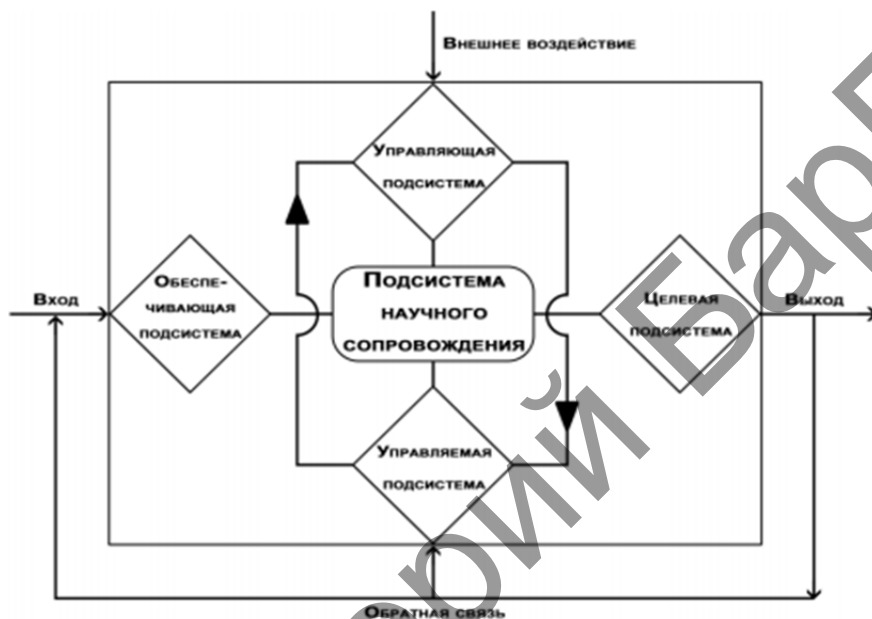 Внешнее воздействие
Управляющая
подсистема
Обеспе-
чивающая
подсистема
Вход
Подсистема
научного
сопровождения
Целевая
подсистема
Выход
Управляемая
подсистема
Обратная связь